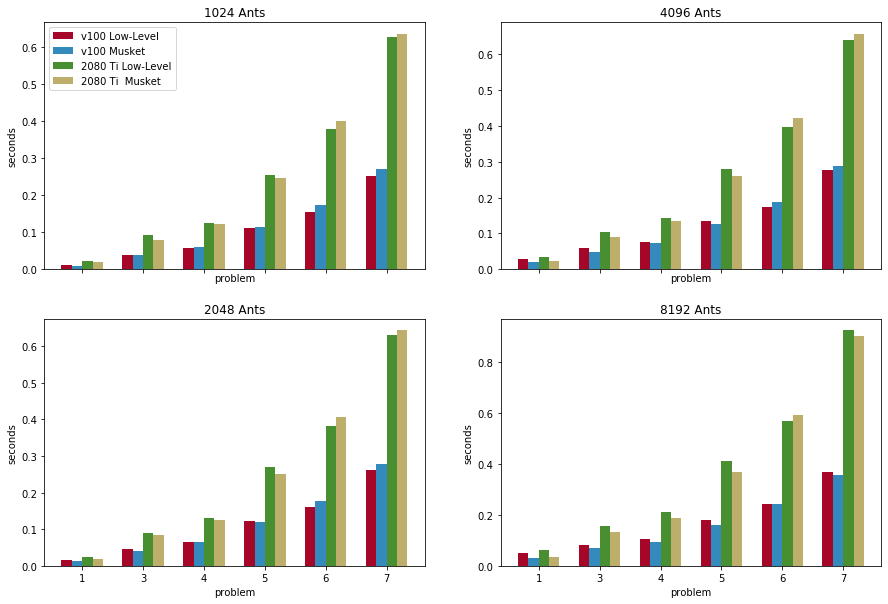 1024 Ants
v100 Low-Level
v100 Musket
2080 Ti Low-Level
2080 Ti  Musket
seconds
0.6
0.5
0.4
0.3
0.2
0.1
0.0
problem
4096 Ants
seconds
0.6
0.5
0.4
0.3
0.2
0.1
0.0
problem
2048 Ants
seconds
0.6
0.5
0.4
0.3
0.2
0.1
0.0
1 3 4 5 6 7
problem
8192 Ants
seconds
0.8
0.6
0.4
0.2
0.0
1 3 4 5 6 7
problem